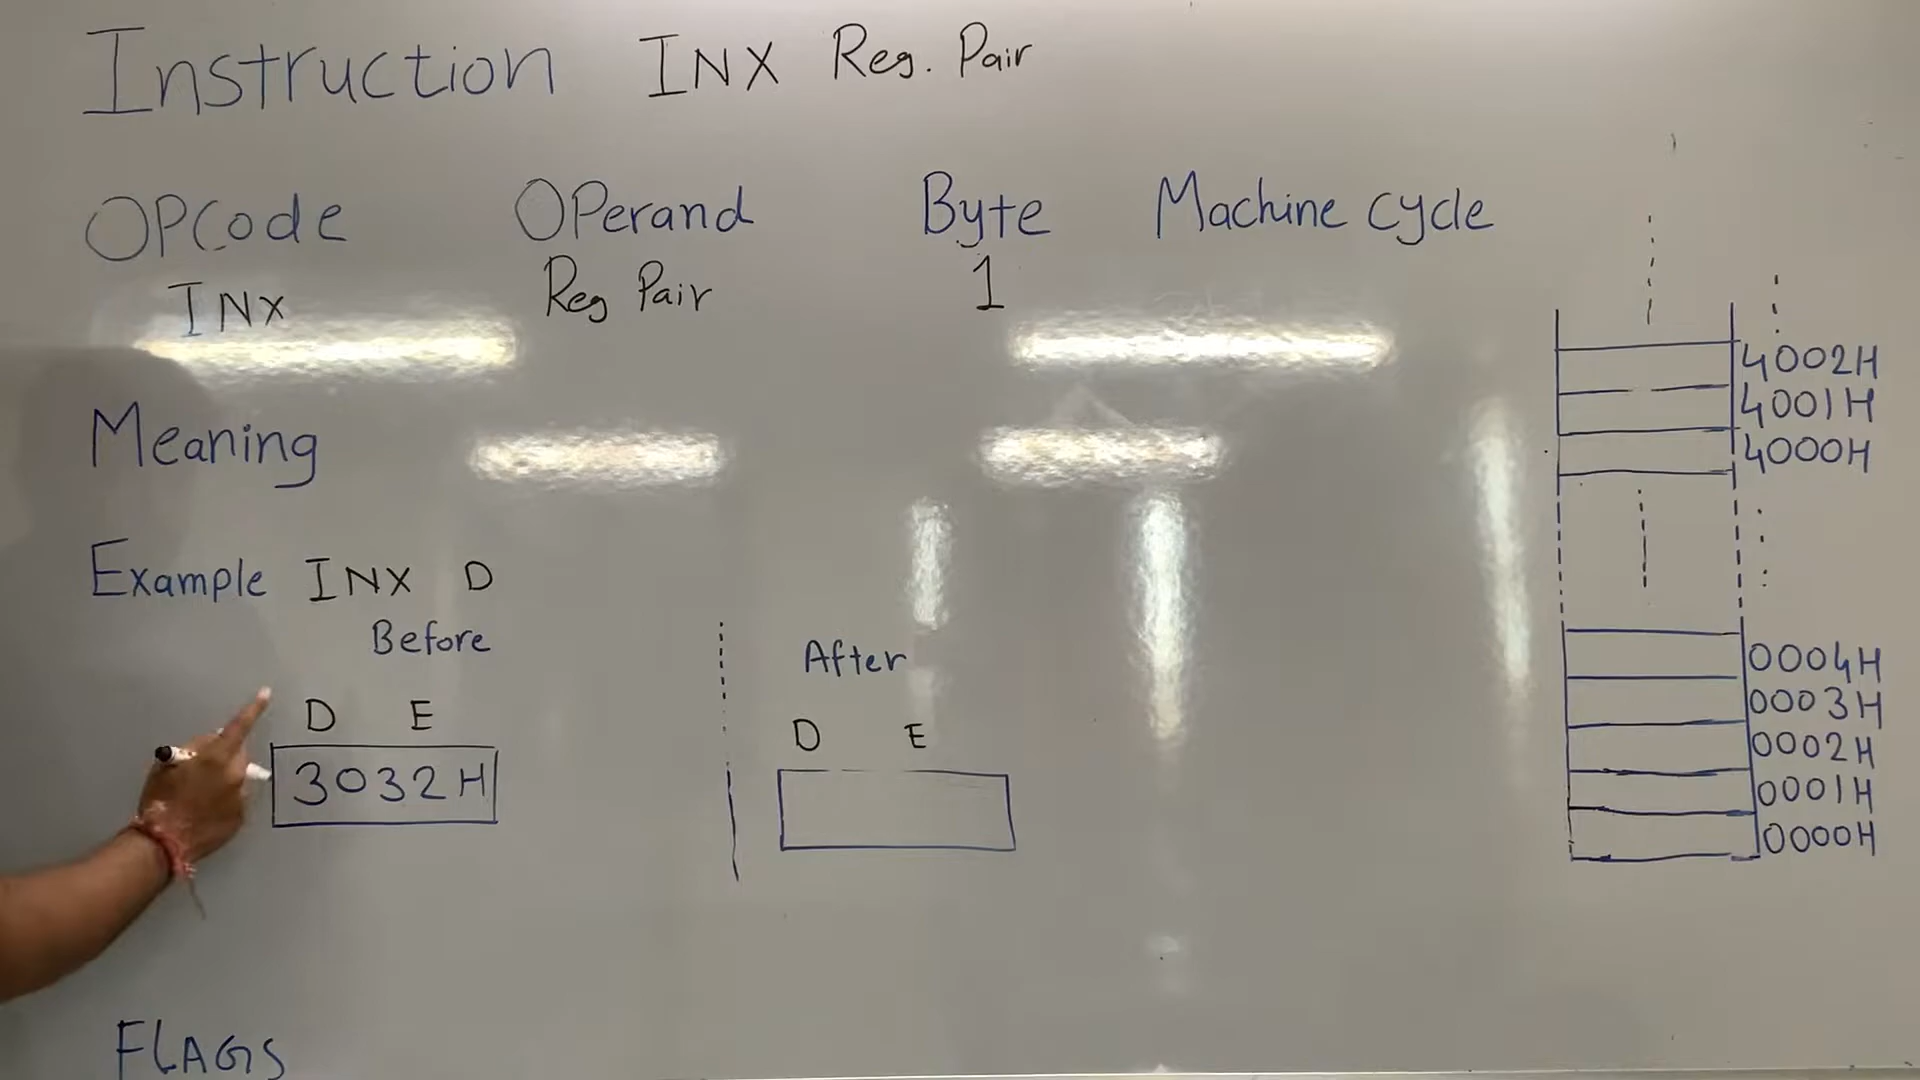 Instruction INX Reg. Pair
OPCode OPerand Byte Machine cycle
INX Reg Pair 1
Meaning
Example INX D
Before After
D E D E
3032H
FLAGS
4002H
4001H
4000H
0004H
0003H
0002H
0001H
0000H